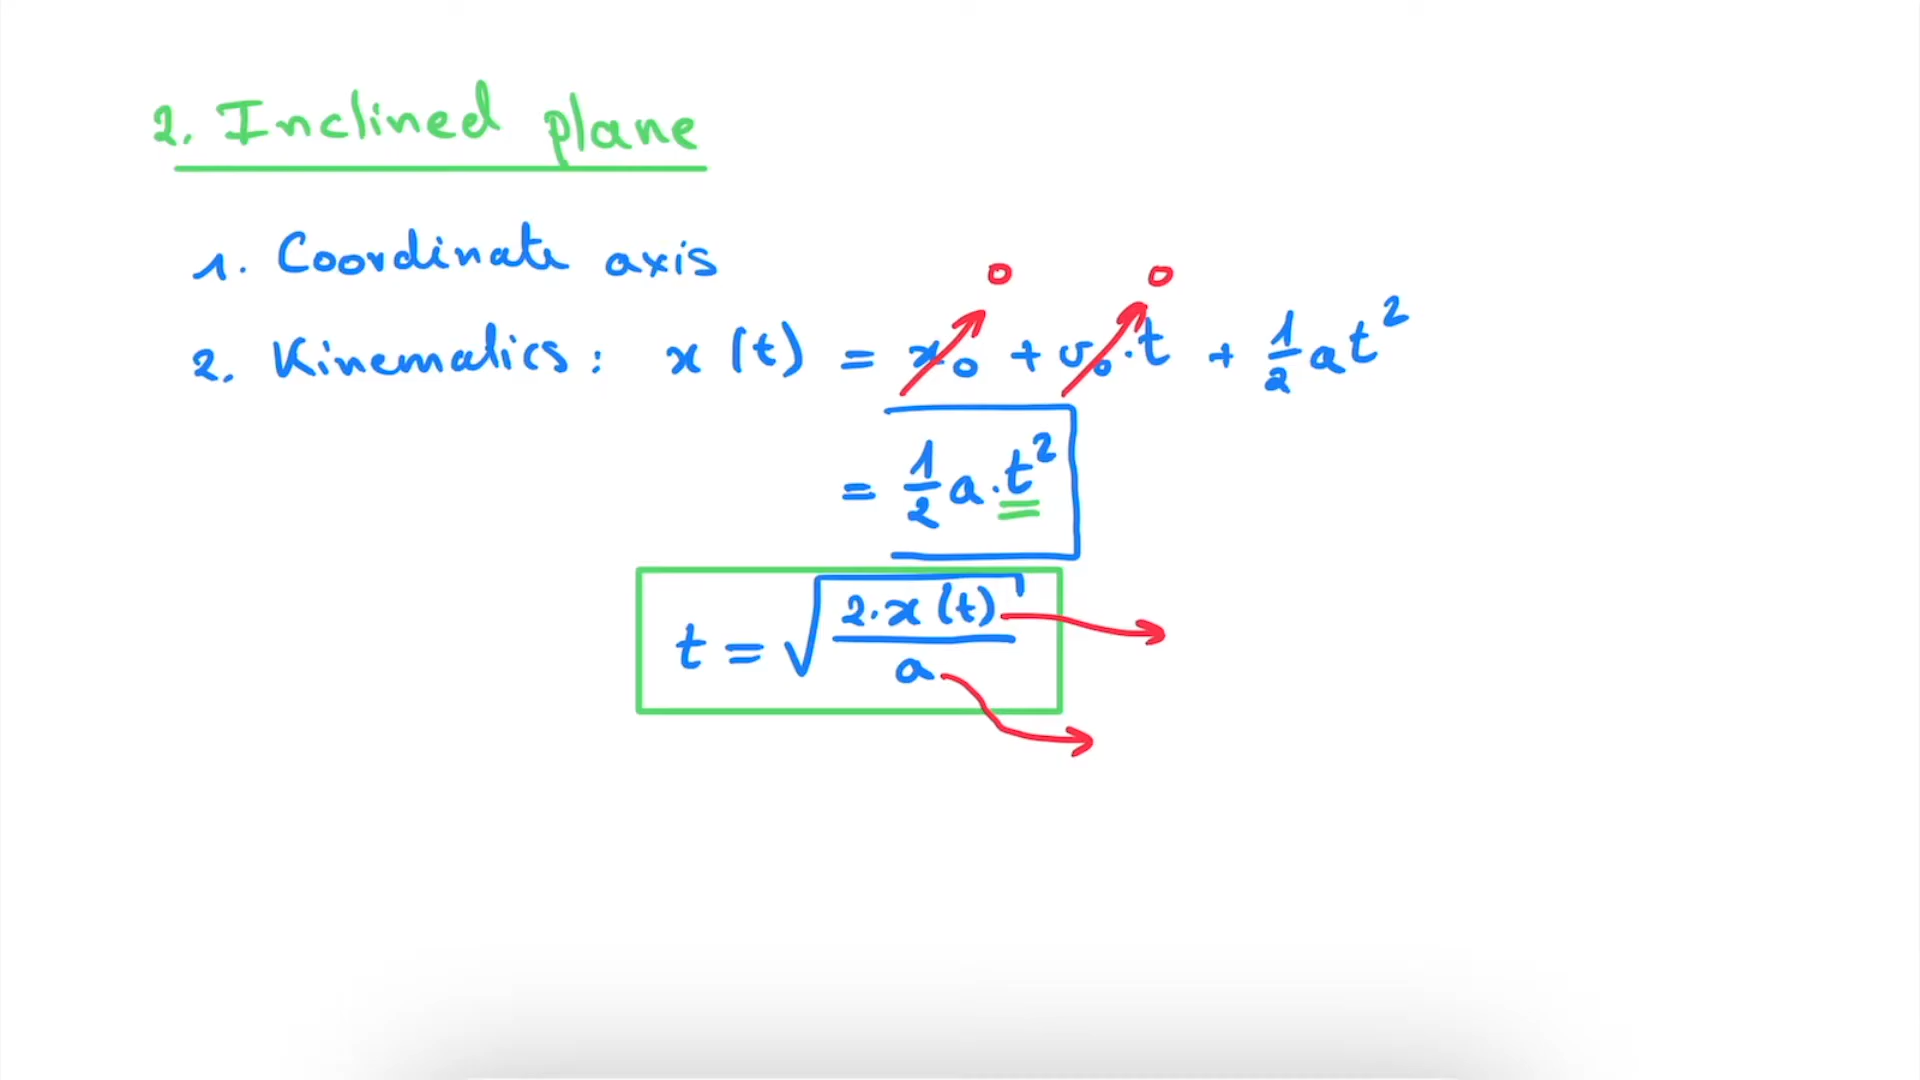 2. Inclined plane
1. Coordinate axis
0 0
2. Kinematics: x(t) = x₀ + v₀·t + ½at²
= ½a·t²
t = √(2·x(t)/a)